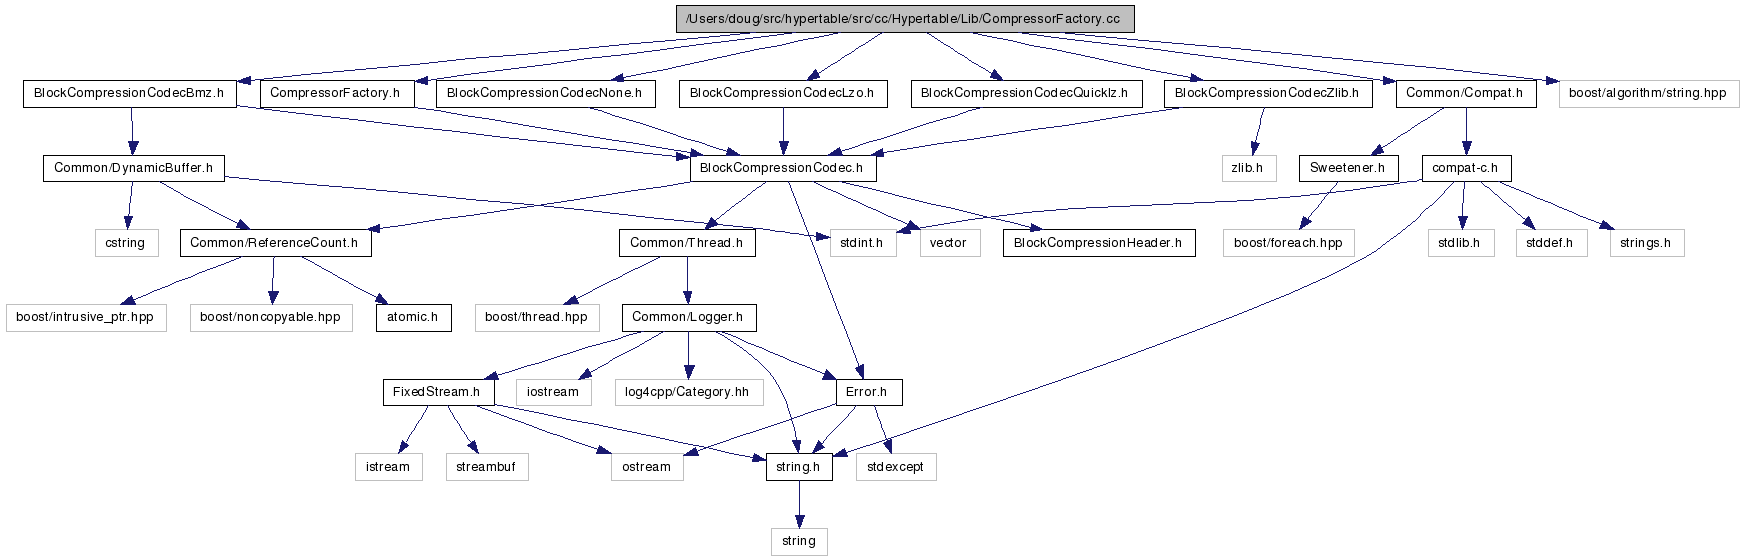 /Users/doug/src/hypertable/src/cc/Hypertable/Lib/CompressorFactory.cc
BlockCompressionCodecBmz.h
CompressorFactory.h
BlockCompressionCodecNone.h
BlockCompressionCodecLzo.h
BlockCompressionCodecQuicklz.h
BlockCompressionCodecZlib.h
Common/Compat.h
boost/algorithm/string.hpp
Common/DynamicBuffer.h
BlockCompressionCodec.h
zlib.h
Sweetener.h
compat-c.h
cstring
Common/ReferenceCount.h
Common/Thread.h
stdint.h
vector
BlockCompressionHeader.h
boost/foreach.hpp
stdlib.h
stddef.h
strings.h
boost/intrusive_ptr.hpp
boost/noncopyable.hpp
atomic.h
boost/thread.hpp
Common/Logger.h
FixedStream.h
iostream
log4cpp/Category.hh
Error.h
istream
streambuf
ostream
string.h
stdexcept
string